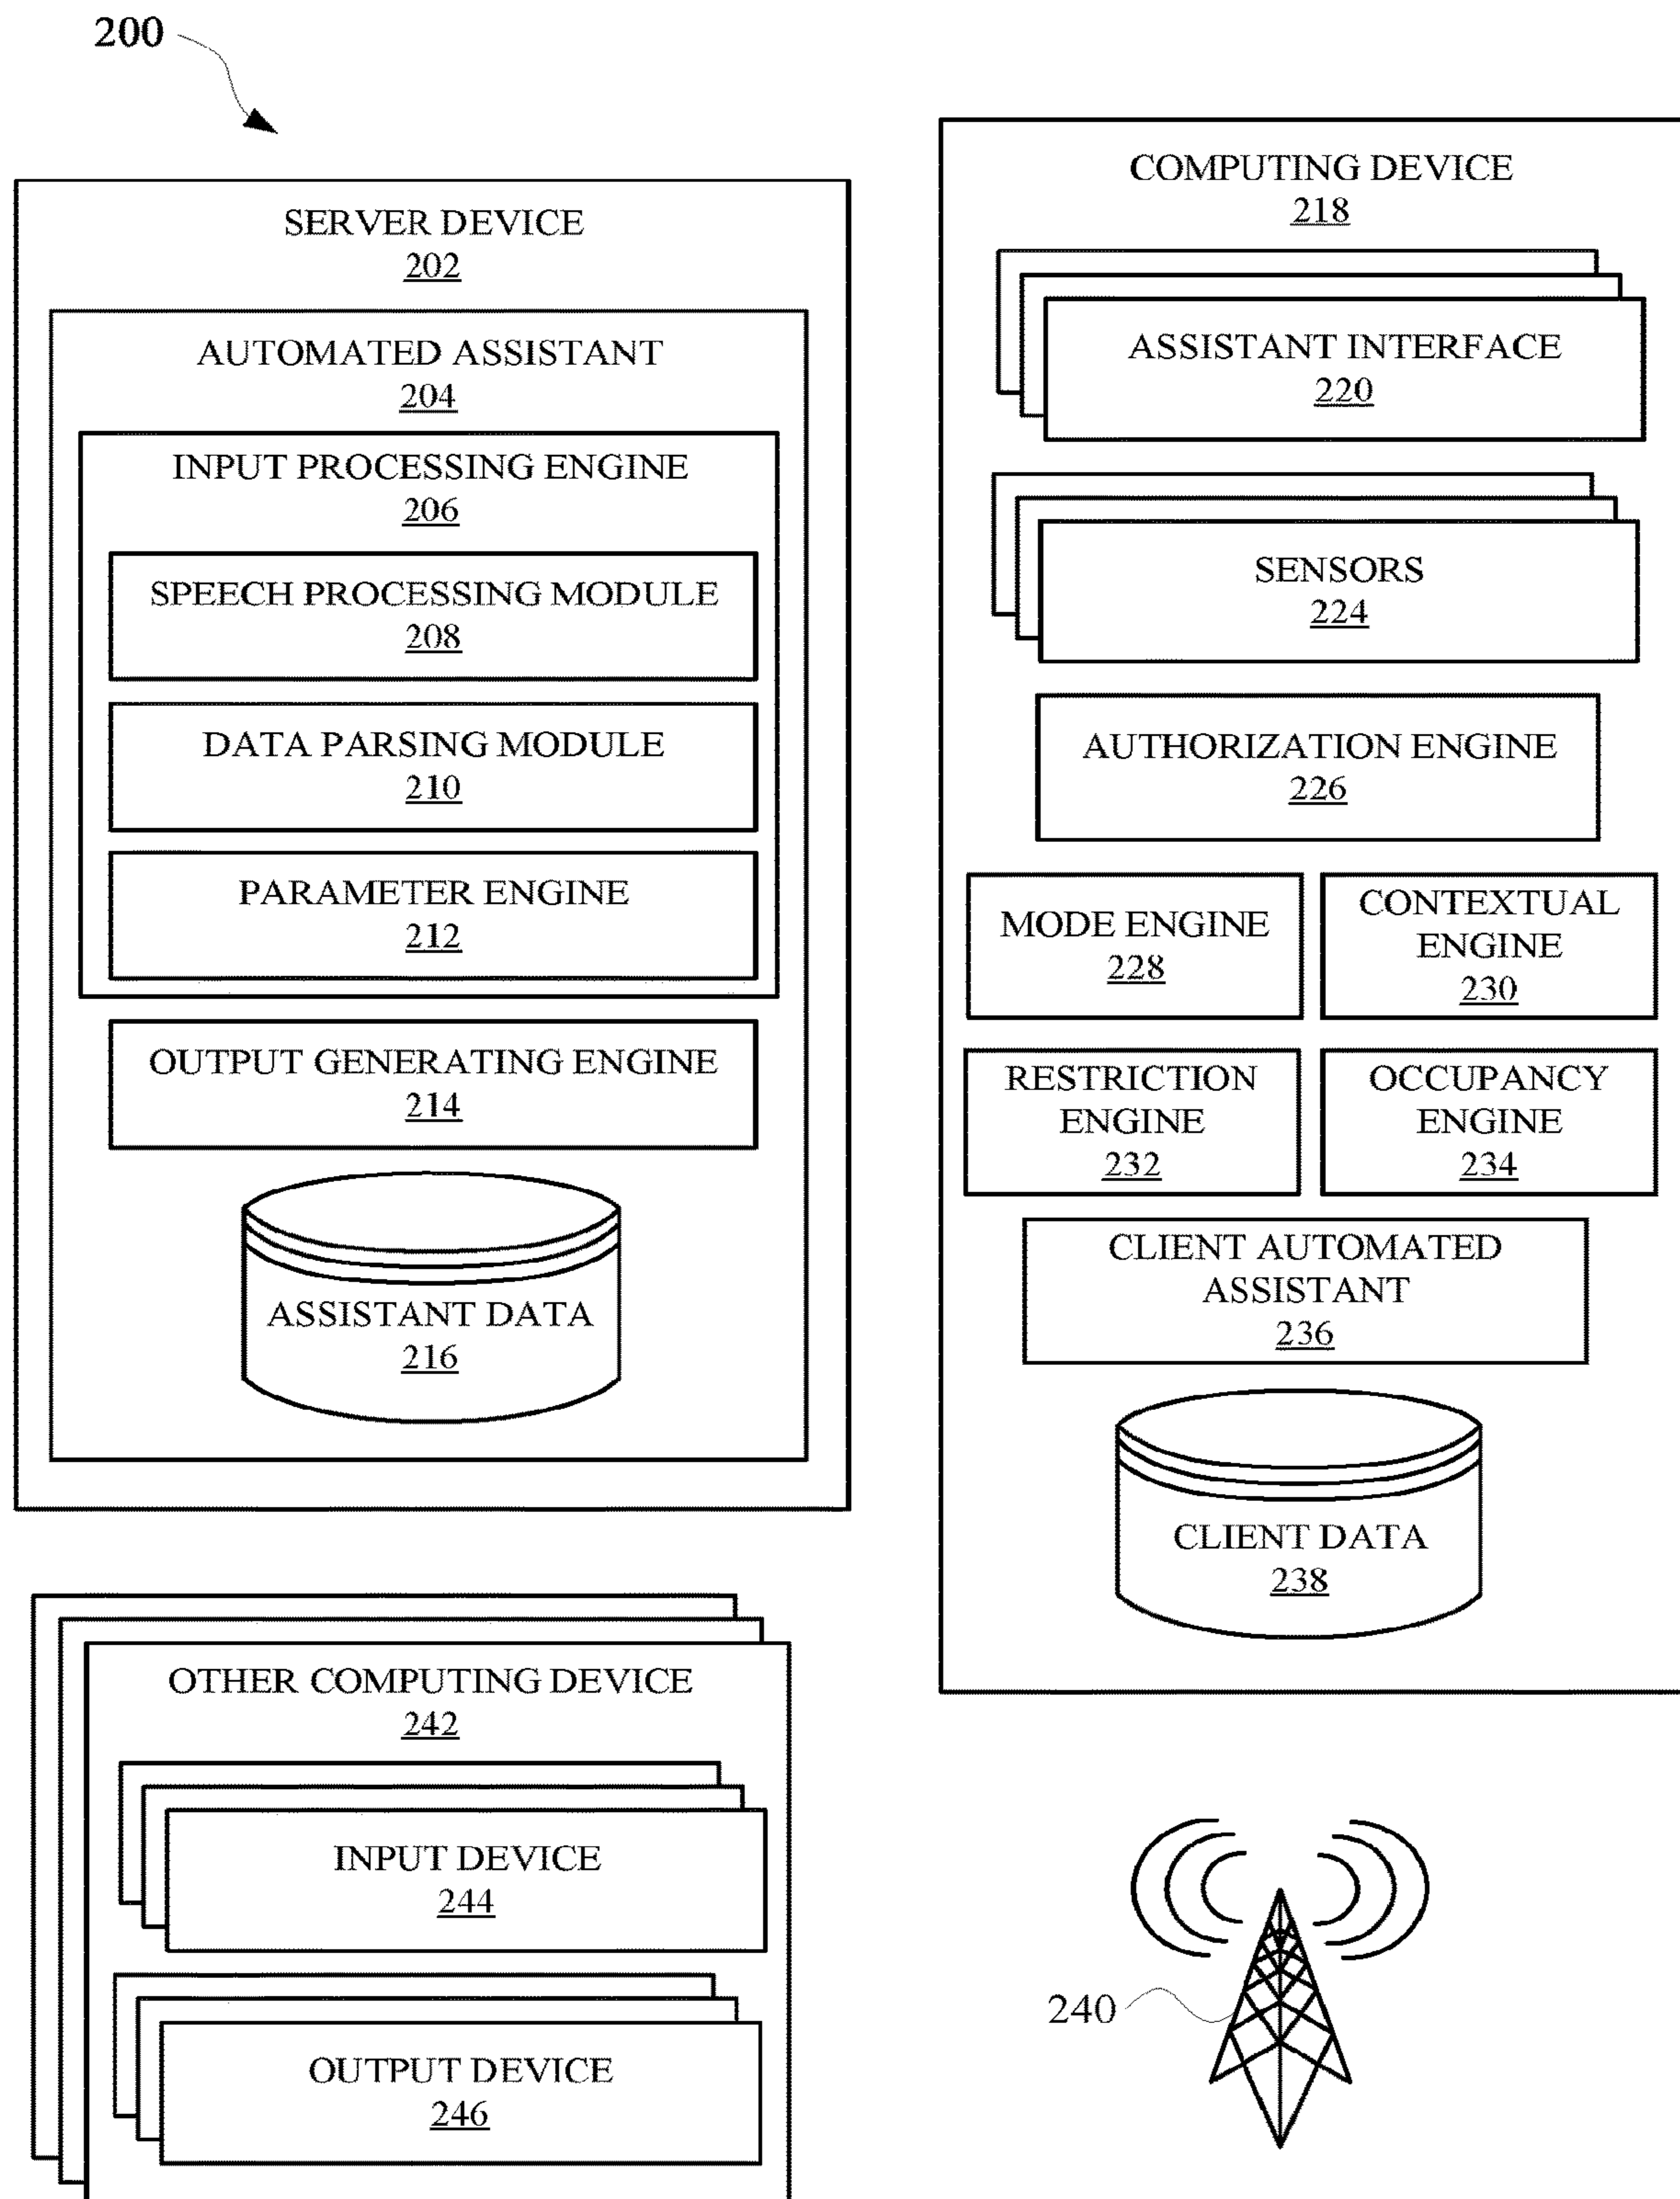 200
SERVER DEVICE
202
AUTOMATED ASSISTANT
204
INPUT PROCESSING ENGINE
206
SPEECH PROCESSING MODULE
208
DATA PARSING MODULE
210
PARAMETER ENGINE
212
OUTPUT GENERATING ENGINE
214
ASSISTANT DATA
216
COMPUTING DEVICE
218
ASSISTANT INTERFACE
220
SENSORS
224
AUTHORIZATION ENGINE
226
MODE ENGINE
228
CONTEXTUAL
ENGINE
230
RESTRICTION
ENGINE
232
OCCUPANCY
ENGINE
234
CLIENT AUTOMATED
ASSISTANT
236
CLIENT DATA
238
OTHER COMPUTING DEVICE
242
INPUT DEVICE
244
OUTPUT DEVICE
246
240